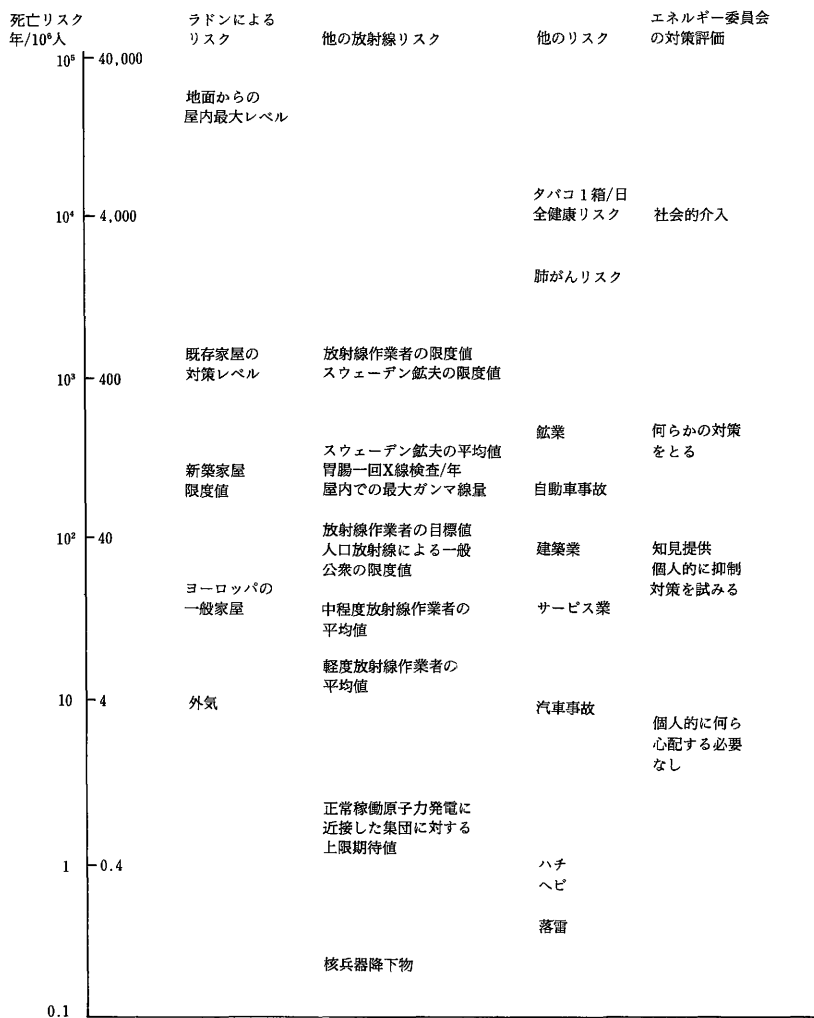 死亡リスク
年/10⁶人
ラドンによる
リスク
他の放射線リスク
他のリスク
エネルギー委員会
の対策評価
10⁵
40,000
地面からの
屋内最大レベル
タバコ1箱/日
全健康リスク
社会的介入
10⁴
4,000
肺がんリスク
既存家屋の
対策レベル
放射線作業者の限度値
スウェーデン鉱夫の限度値
10³
400
鉱業
何らかの対策
をとる
スウェーデン鉱夫の平均値
胃腸一回X線検査/年
屋内での最大ガンマ線量
新築家屋
限度値
自動車事故
10²
40
放射線作業者の目標値
人口放射線による一般
公衆の限度値
建築業
知見提供
個人的に抑制
対策を試みる
ヨーロッパの
一般家屋
中程度放射線作業者の
平均値
サービス業
軽度放射線作業者の
平均値
10
4
外気
汽車事故
個人的に何ら
心配する必要
なし
正常稼働原子力発電に
近接した集団に対する
上限期待値
1
0.4
ハチ
ヘビ
落雷
核兵器降下物
0.1